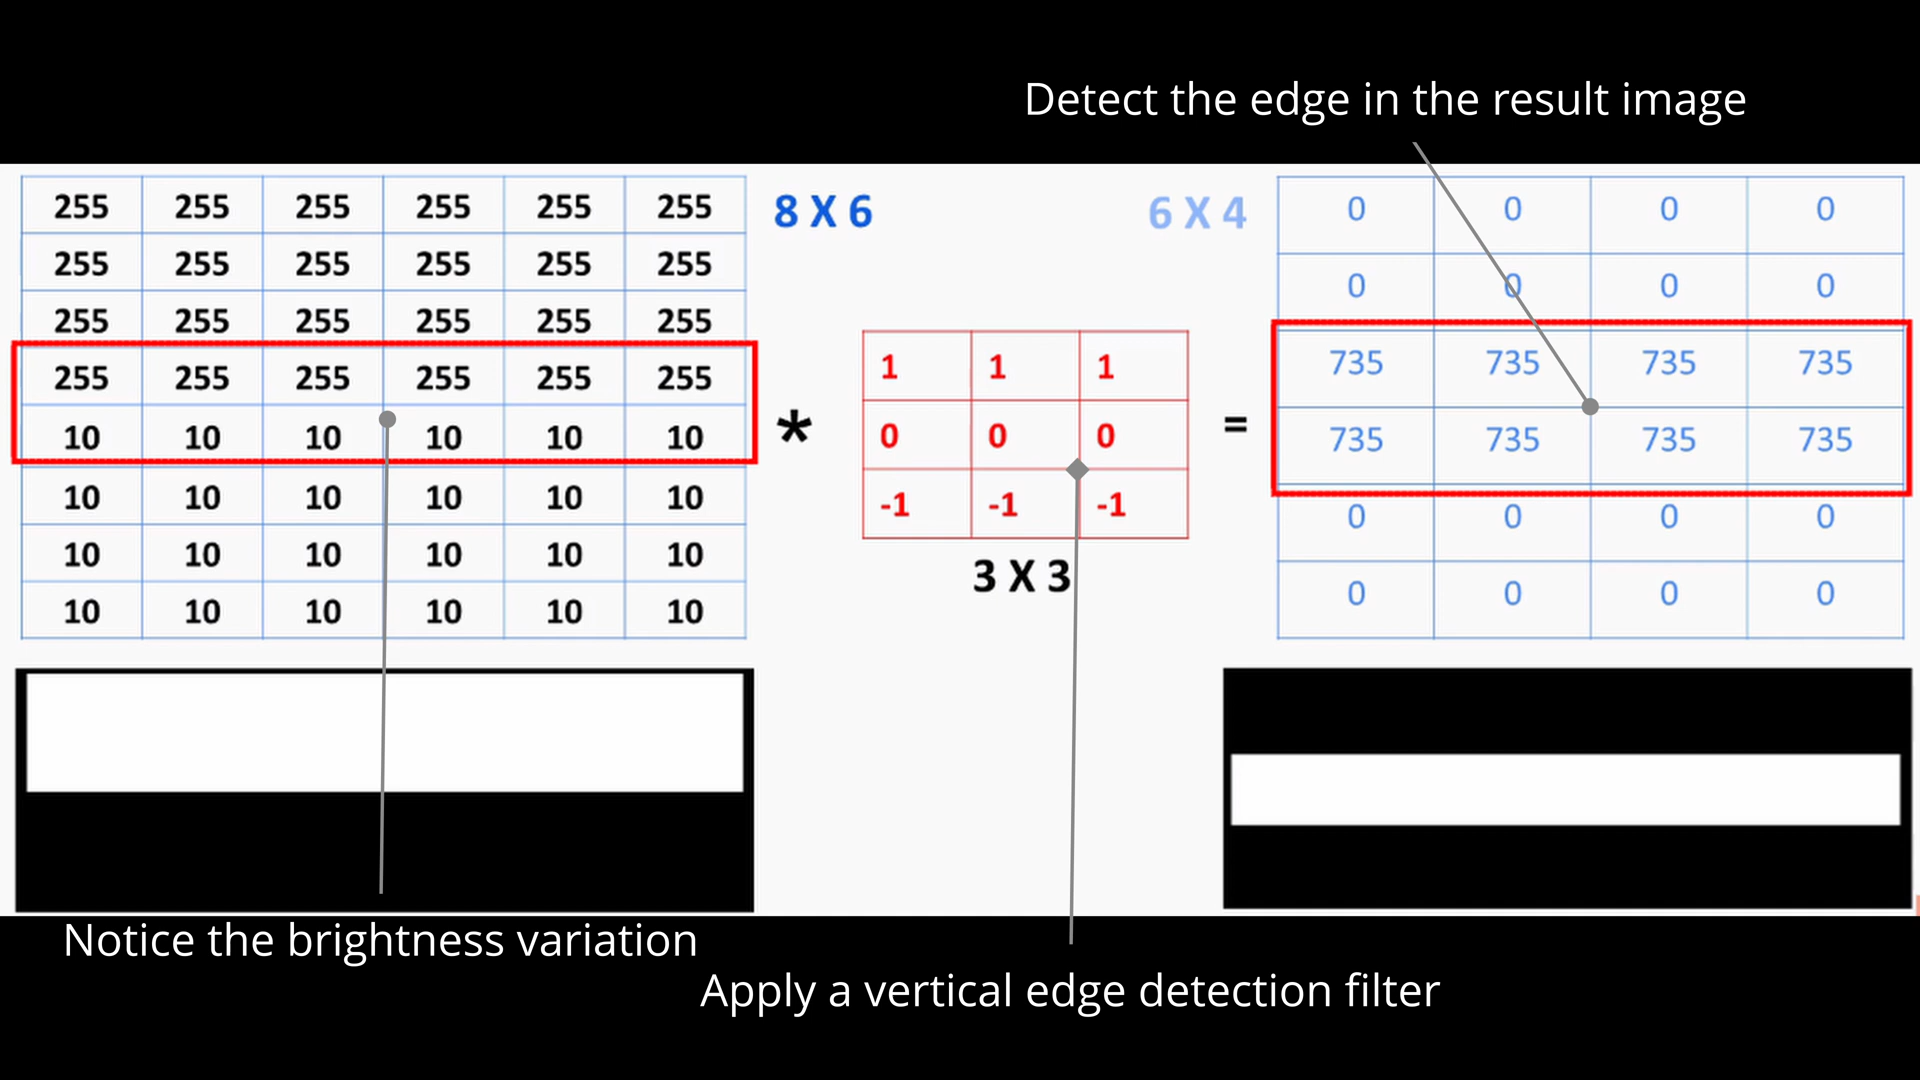 Detect the edge in the result image
255 255 255 255 255 255
255 255 255 255 255 255
255 255 255 255 255 255
255 255 255 255 255 255
10 10 10 10 10 10
10 10 10 10 10 10
10 10 10 10 10 10
10 10 10 10 10 10
8 X 6
*
1 1 1
0 0 0
-1 -1 -1
3 X 3
=
6 X 4
0 0 0 0
0 0 0 0
735 735 735 735
735 735 735 735
0 0 0 0
0 0 0 0
Notice the brightness variation
Apply a vertical edge detection filter